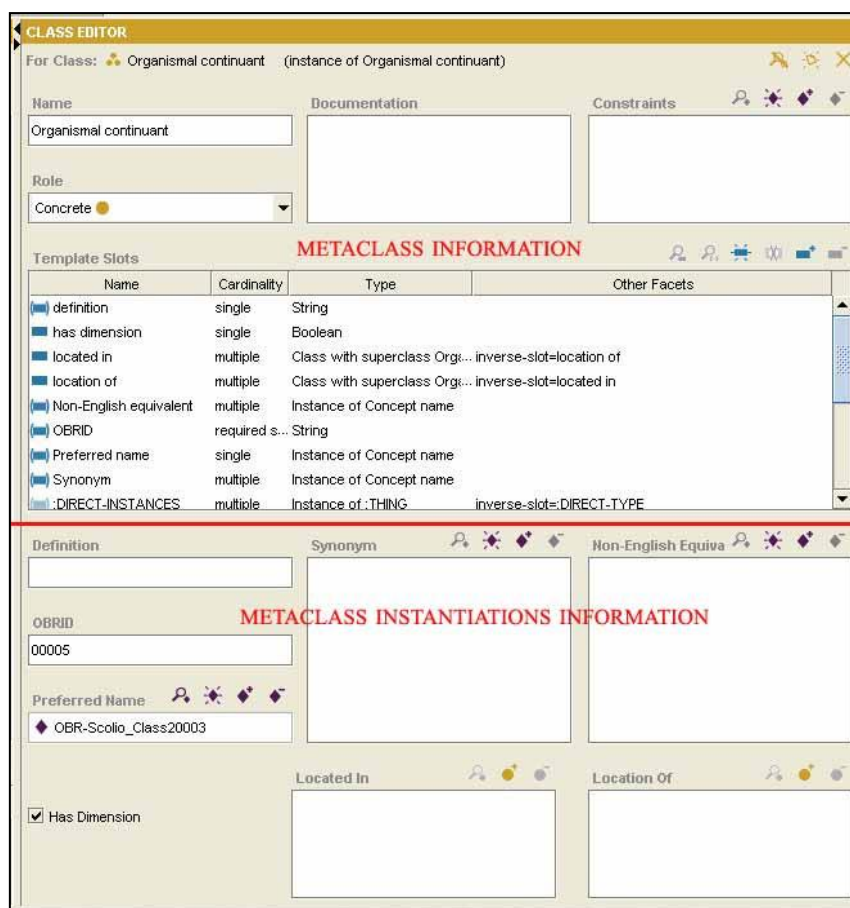 CLASS EDITOR
For Class: Organismal continuant (instance of Organismal continuant)
Name Documentation Constraints
Organismal continuant
Role
Concrete
METACLASS INFORMATION
Template Slots
Name Cardinality Type Other Facets
definition single String
has dimension single Boolean
located in multiple Class with superclass Orga... inverse-slot=location of
location of multiple Class with superclass Orga... inverse-slot=located in
Non-English equivalent multiple Instance of Concept name
OBRID required s... String
Preferred name single Instance of Concept name
Synonym multiple Instance of Concept name
:DIRECT-INSTANCES multiple Instance of :THING inverse-slot=:DIRECT-TYPE
Definition Synonym Non-English Equiva
METACLASS INSTANTIATIONS INFORMATION
OBRID
00005
Preferred Name
OBR-Scolio_Class20003
Located In Location Of
Has Dimension